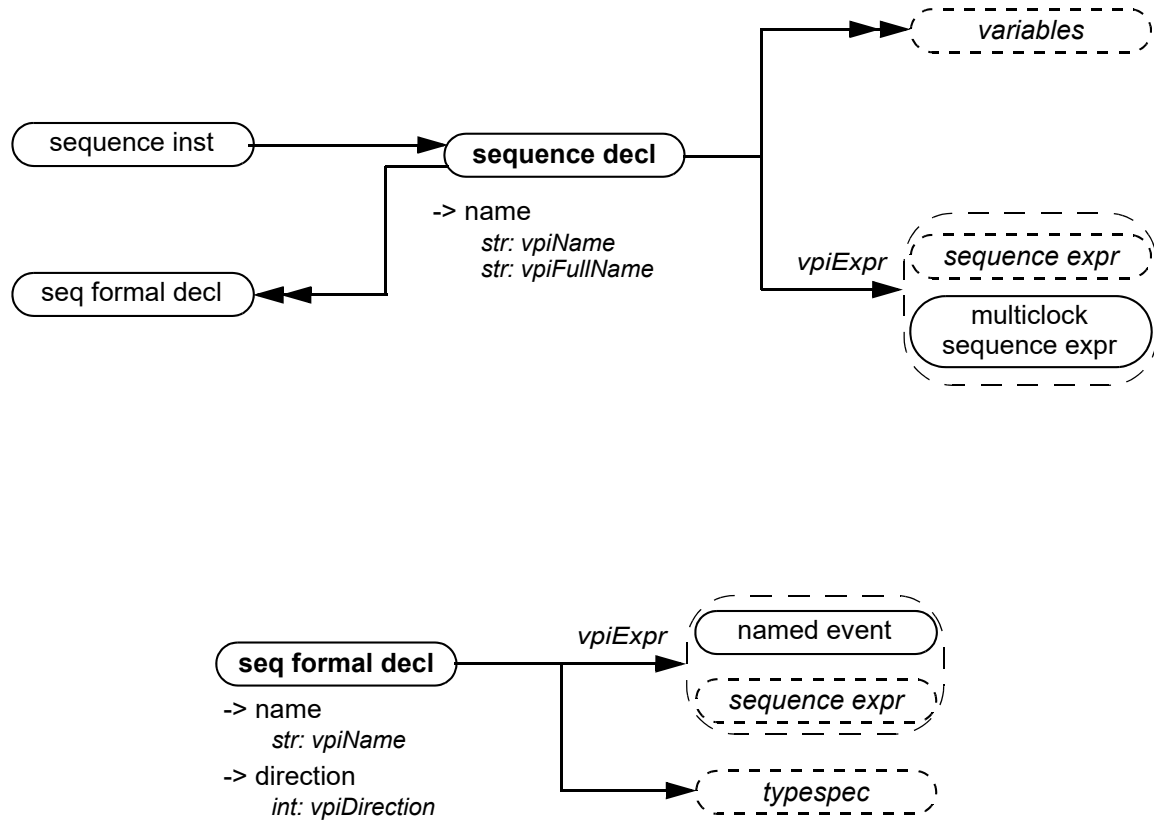 variables
sequence inst
sequence decl
-> name
str: vpiName
str: vpiFullName
vpiExpr
sequence expr
seq formal decl
multiclock
sequence expr
vpiExpr
named event
seq formal decl
sequence expr
-> name
str: vpiName
-> direction
int: vpiDirection
typespec